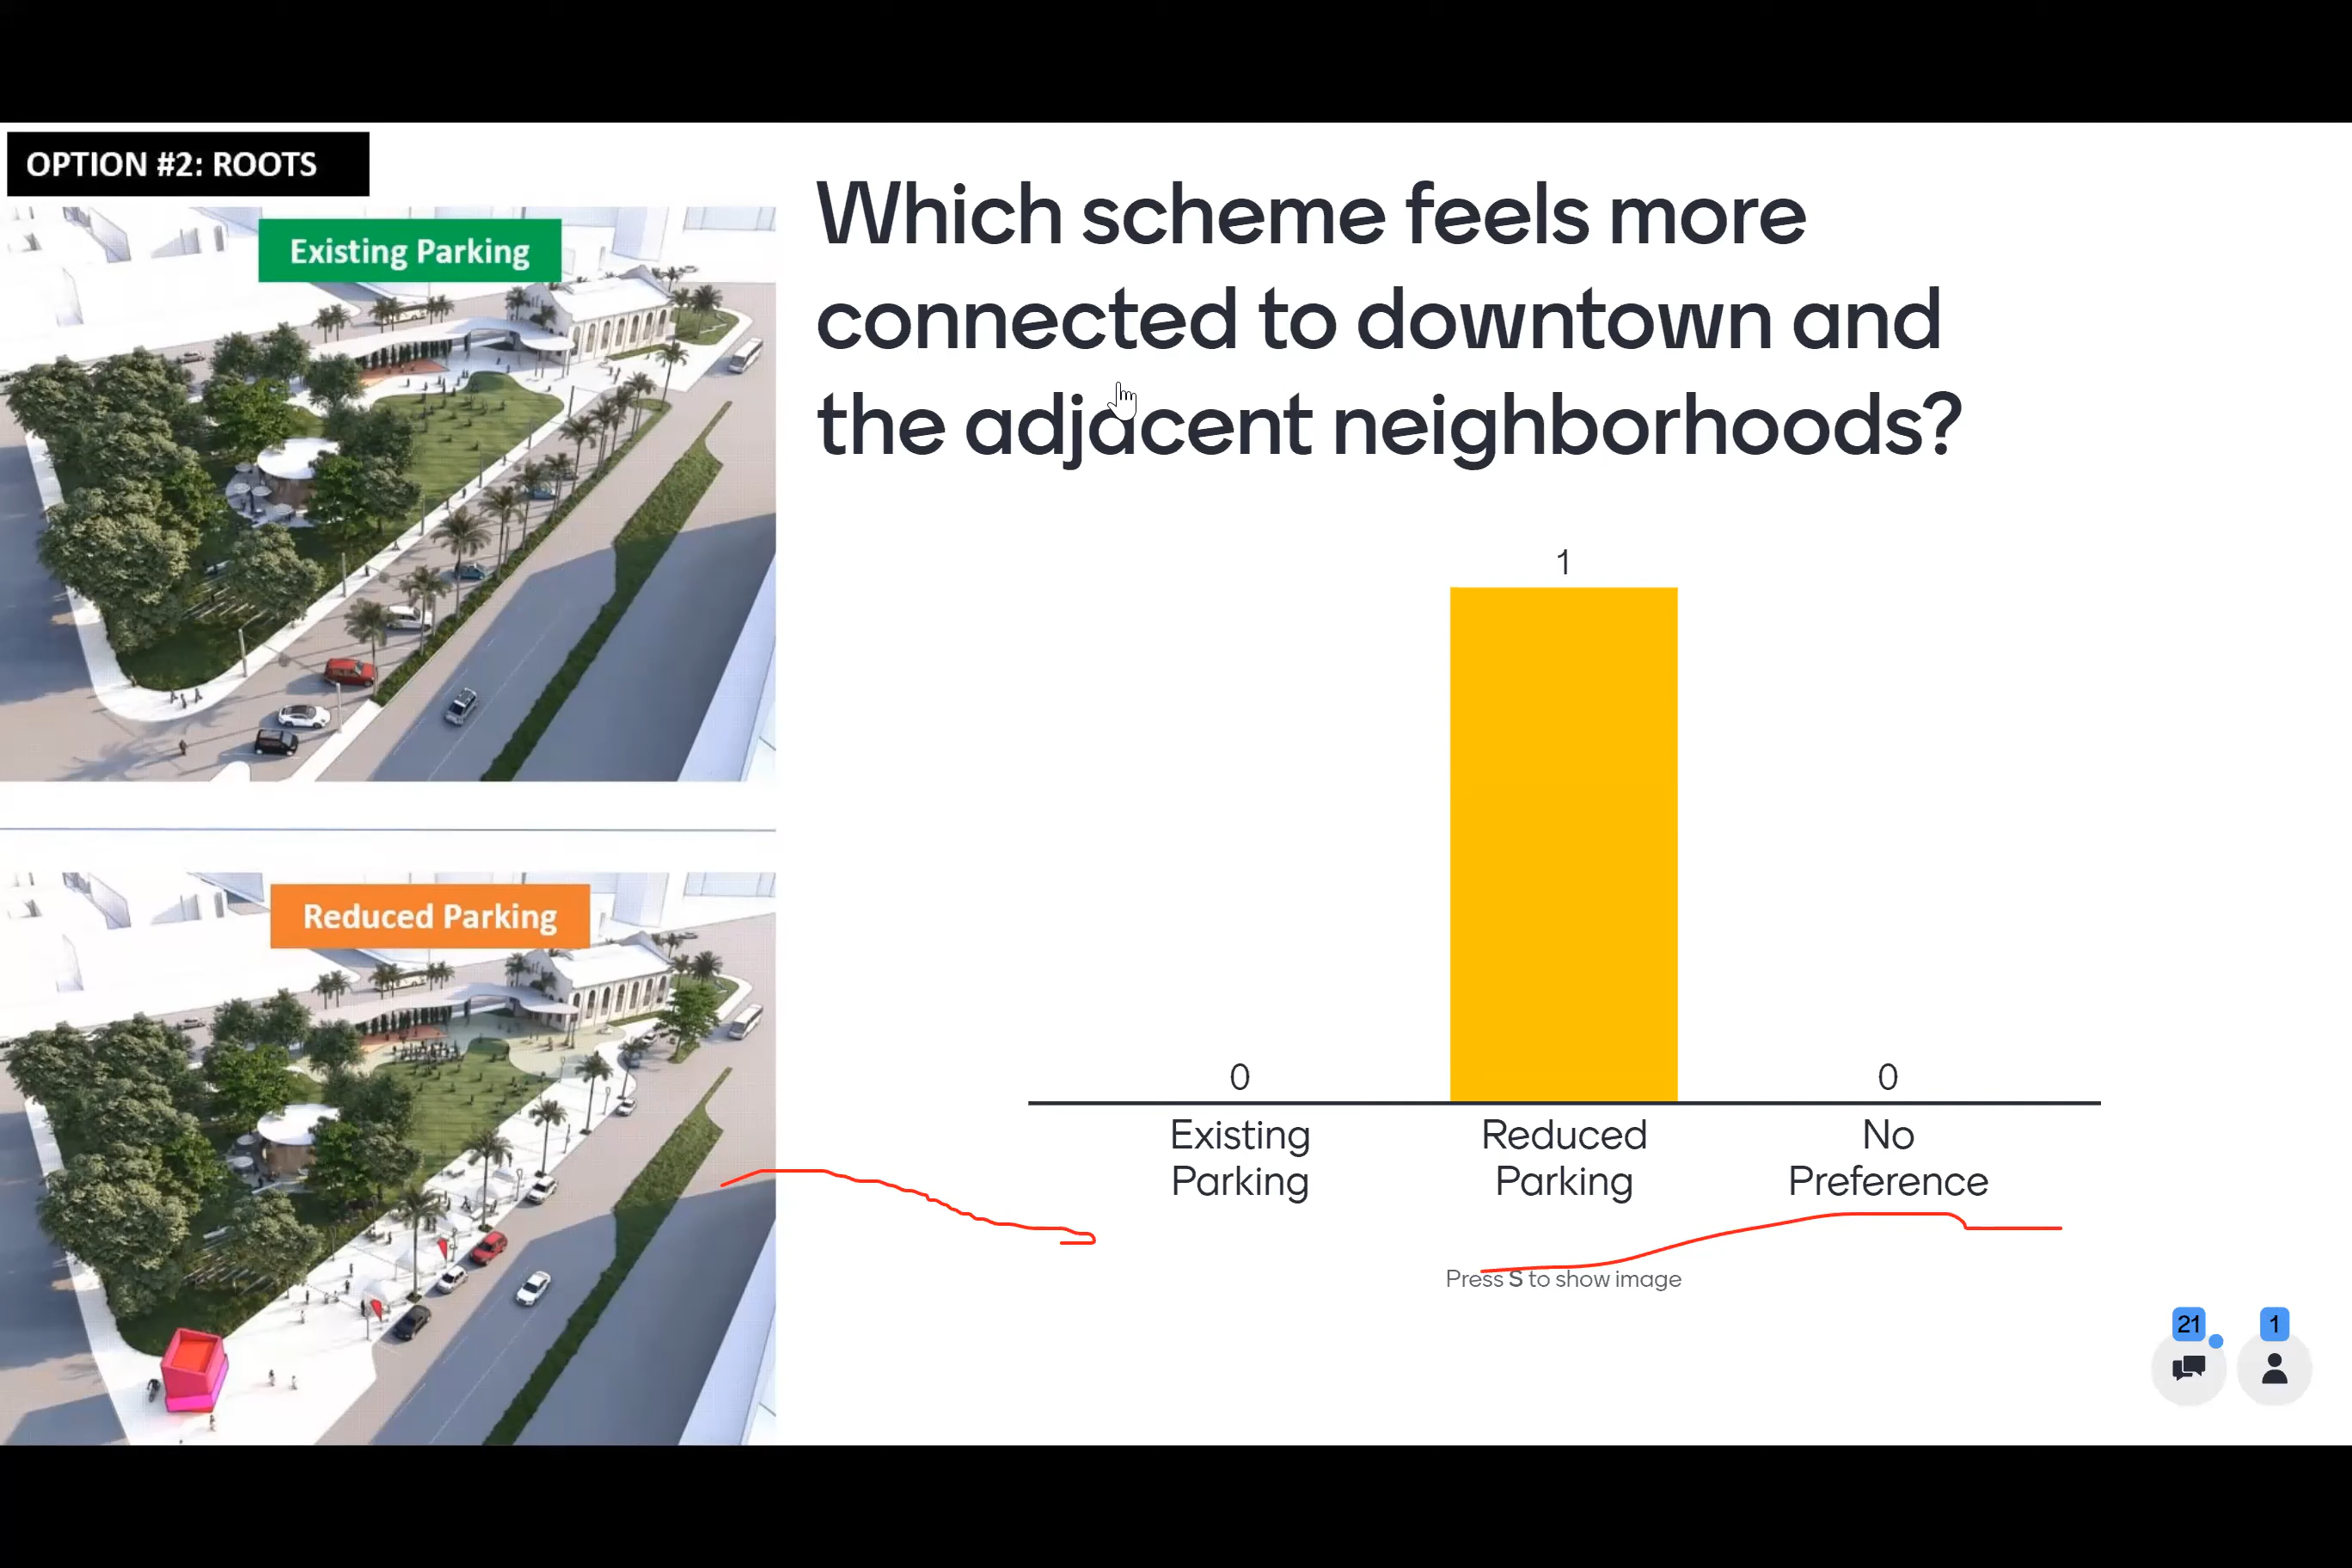 OPTION #2: ROOTS
Existing Parking
Reduced Parking
Which scheme feels more
connected to downtown and
the adjacent neighborhoods?
1
0
0
Existing
Parking
Reduced
Parking
No
Preference
Press S to show image
21
1